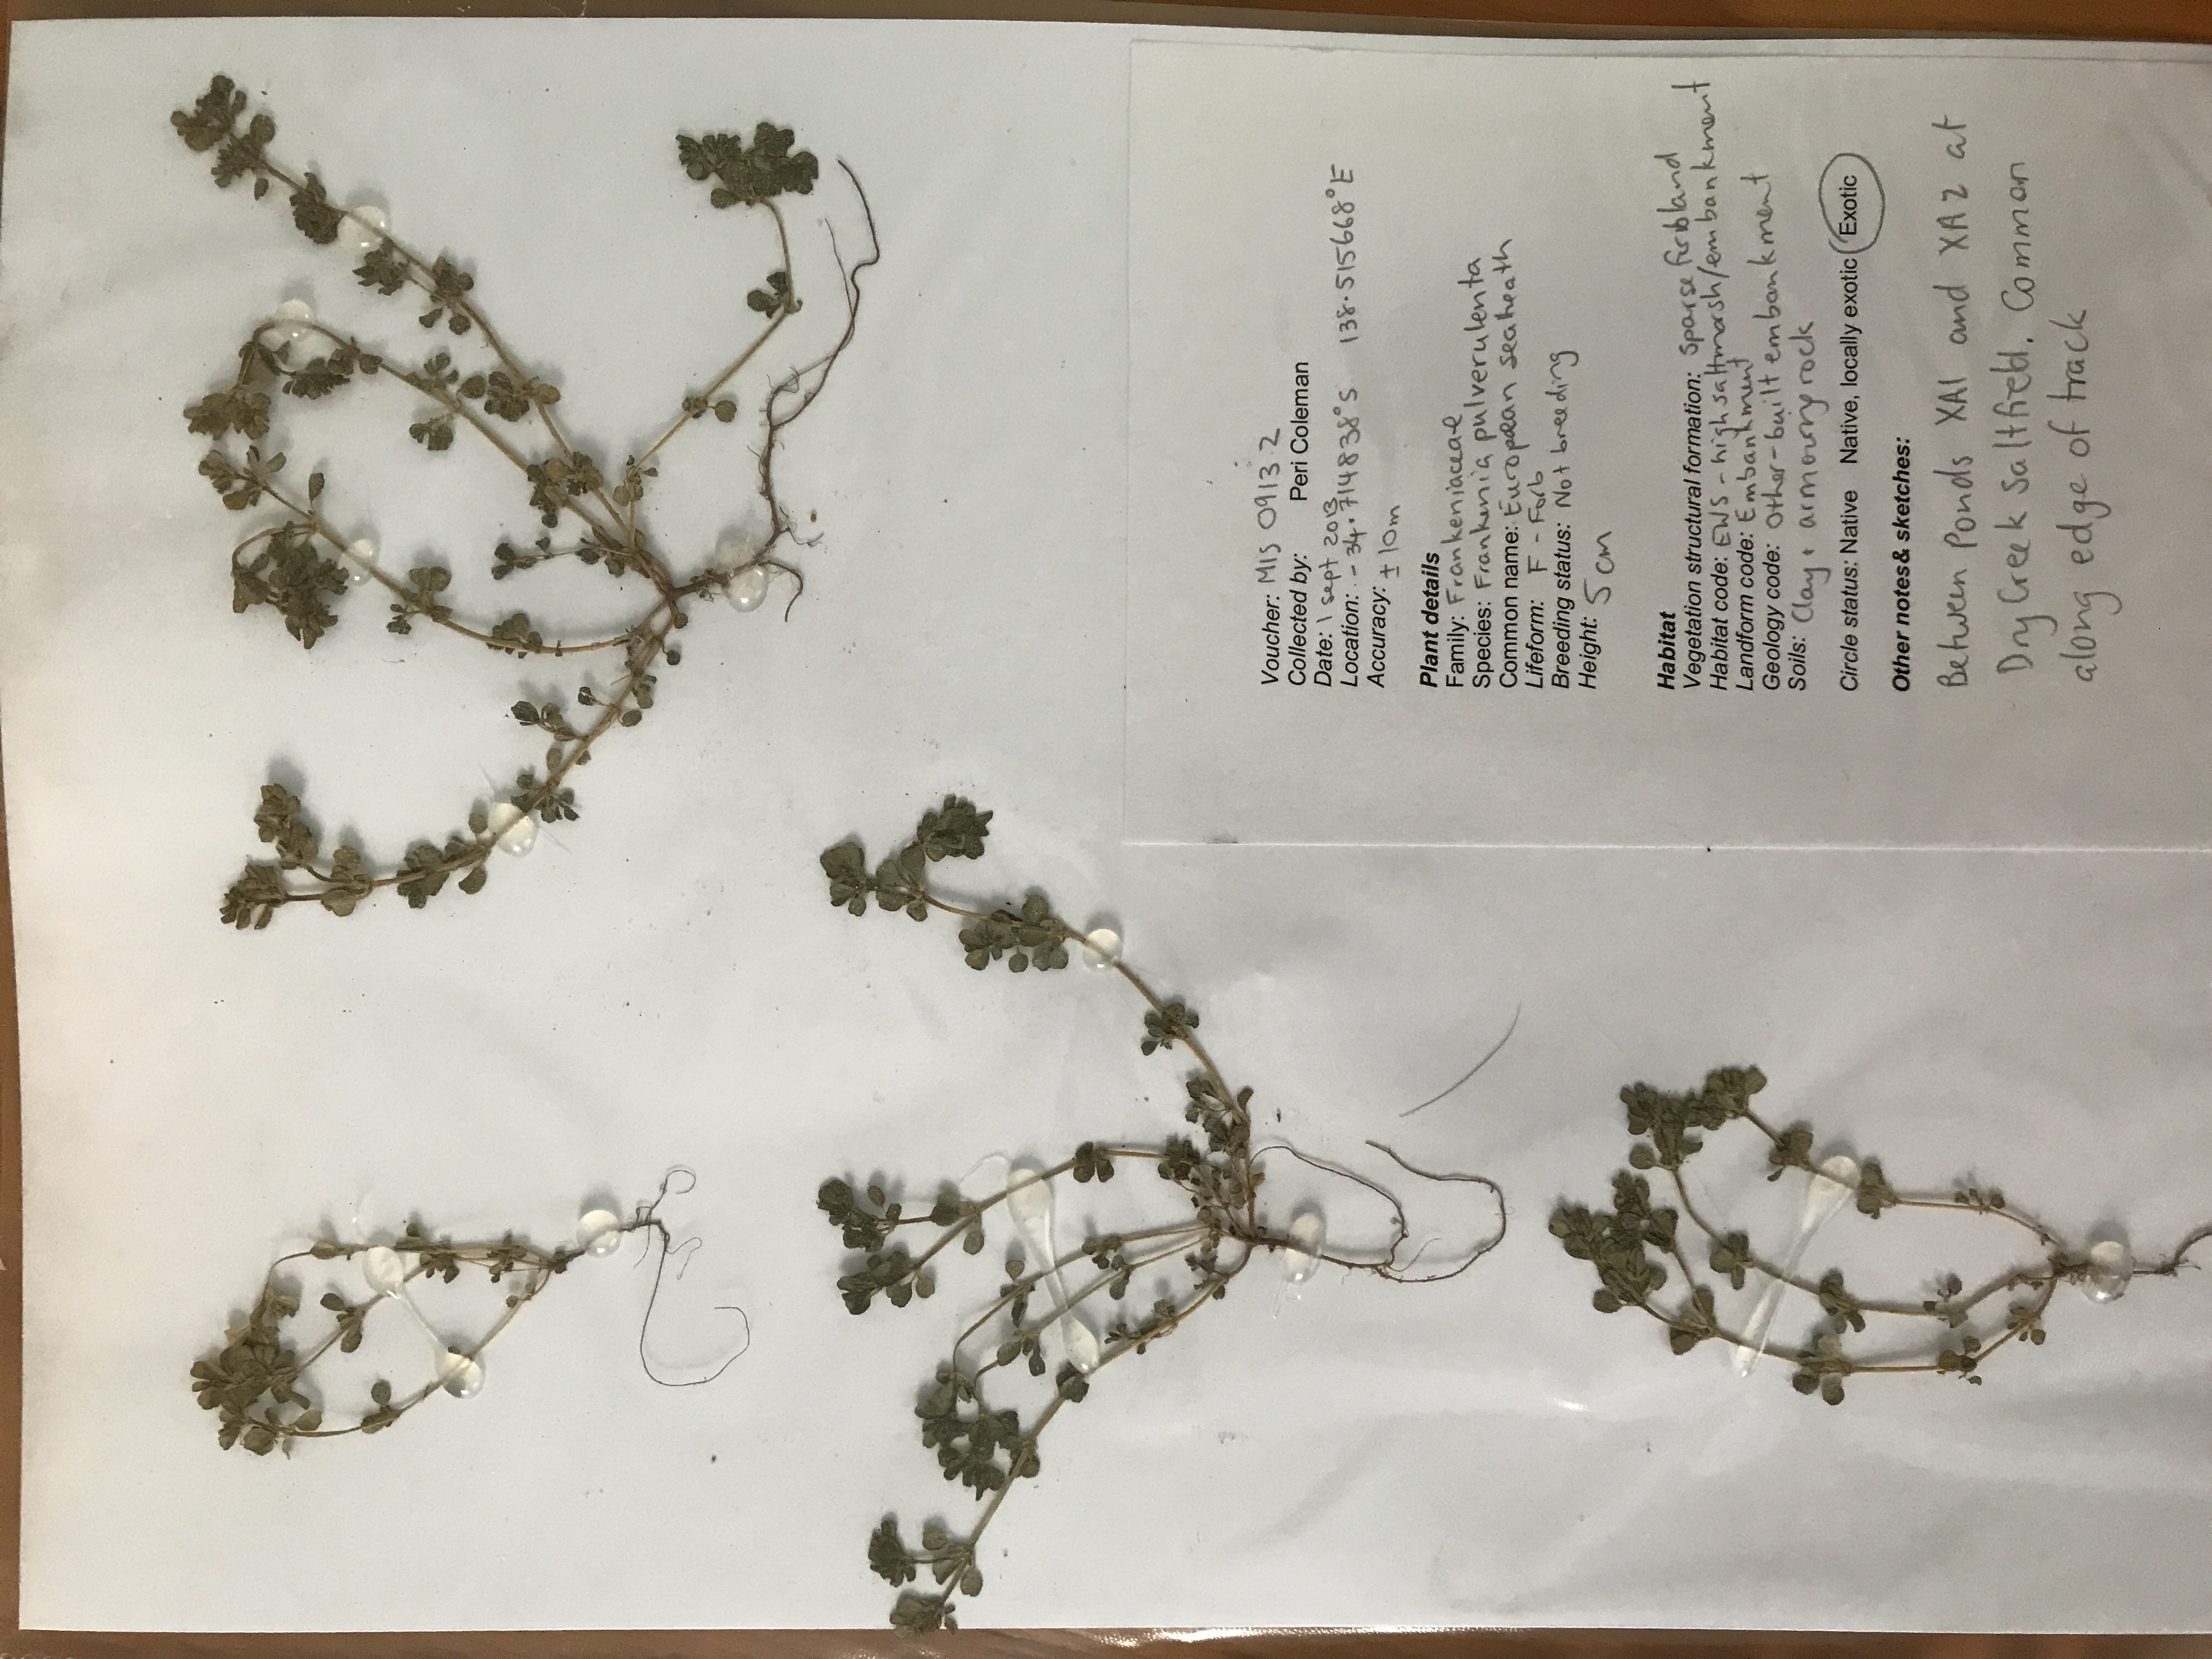 Voucher: MIS 0913.2
Collected by: Peri Coleman
Date: 1 sept 2013
Location: -34.714838°S 138.515668°E
Accuracy: ±10m
Plant details
Family: Frankeniaceae
Species: Frankenia pulverulenta
Common name: European seaheath
Lifeform: F - Forb
Breeding status: Not breeding
Height: 5cm
Habitat
Vegetation structural formation: sparse forbland
Habitat code: EWS - high saltmarsh/embankment
Landform code: Embankment
Geology code: Other - built embankment
Soils: Clay + armouring rock
Circle status: Native Native, locally exotic Exotic
Other notes& sketches:
Between Ponds XA1 and XA2 at
Dry Creek saltfield. Common
along edge of track